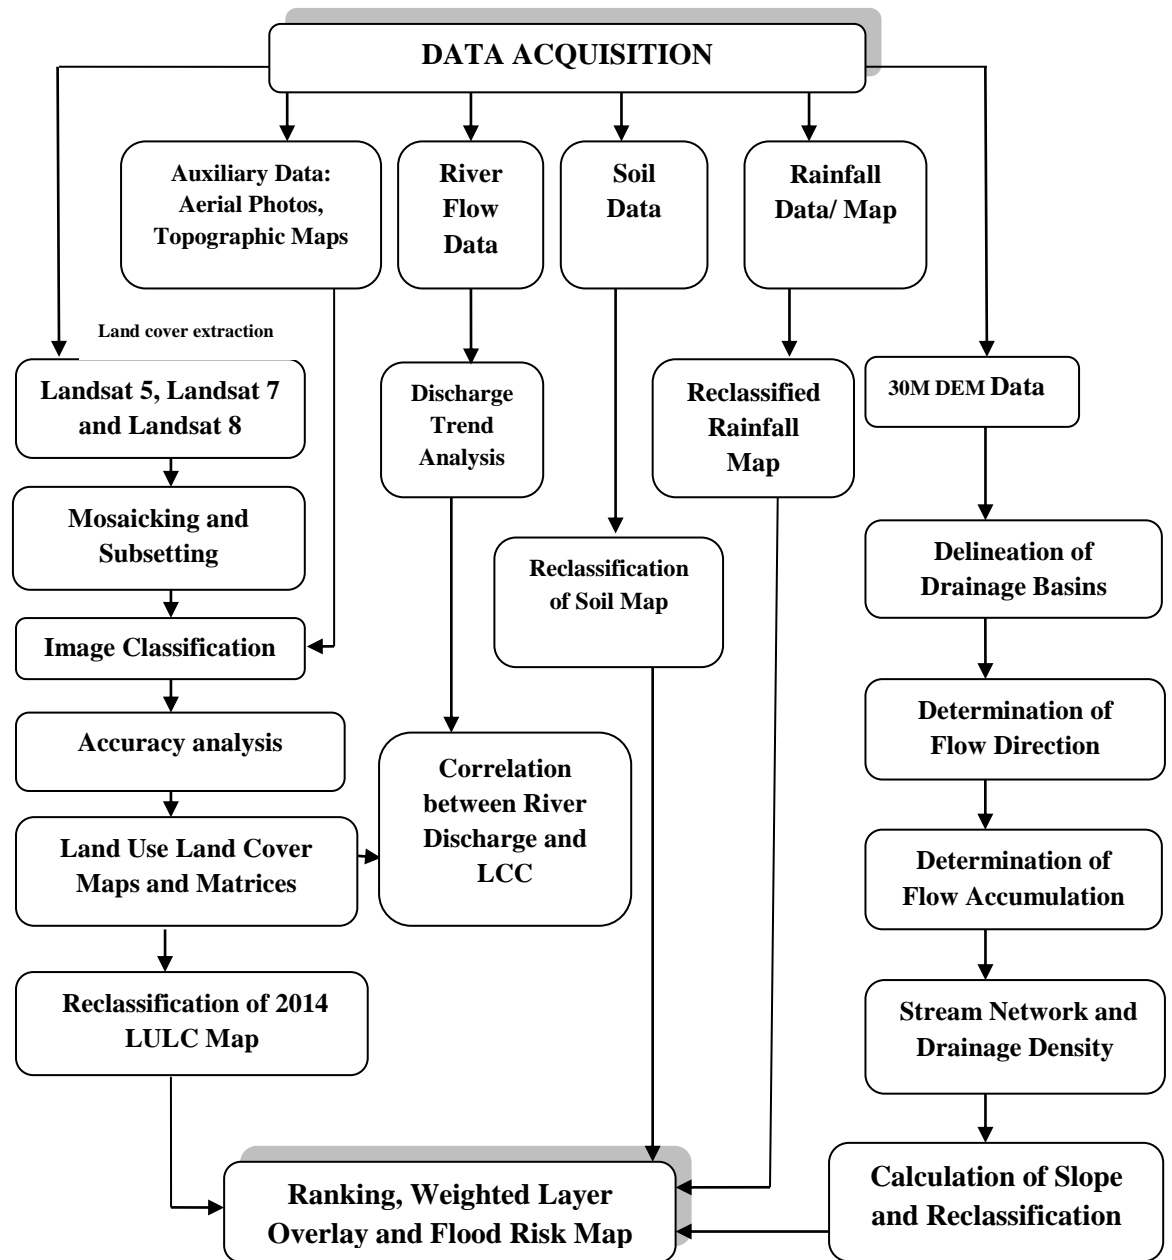 DATA ACQUISITION
Auxiliary Data:
Aerial Photos,
Topographic Maps
River
Flow
Data
Soil
Data
Rainfall
Data/ Map
Land cover extraction
Landsat 5, Landsat 7
and Landsat 8
Discharge
Trend
Analysis
Reclassified
Rainfall
Map
30M DEM Data
Mosaicking and
Subsetting
Reclassification
of Soil Map
Delineation of
Drainage Basins
Image Classification
Accuracy analysis
Correlation
between River
Discharge and
LCC
Determination of
Flow Direction
Land Use Land Cover
Maps and Matrices
Determination of
Flow Accumulation
Reclassification of 2014
LULC Map
Stream Network and
Drainage Density
Ranking, Weighted Layer
Overlay and Flood Risk Map
Calculation of Slope
and Reclassification